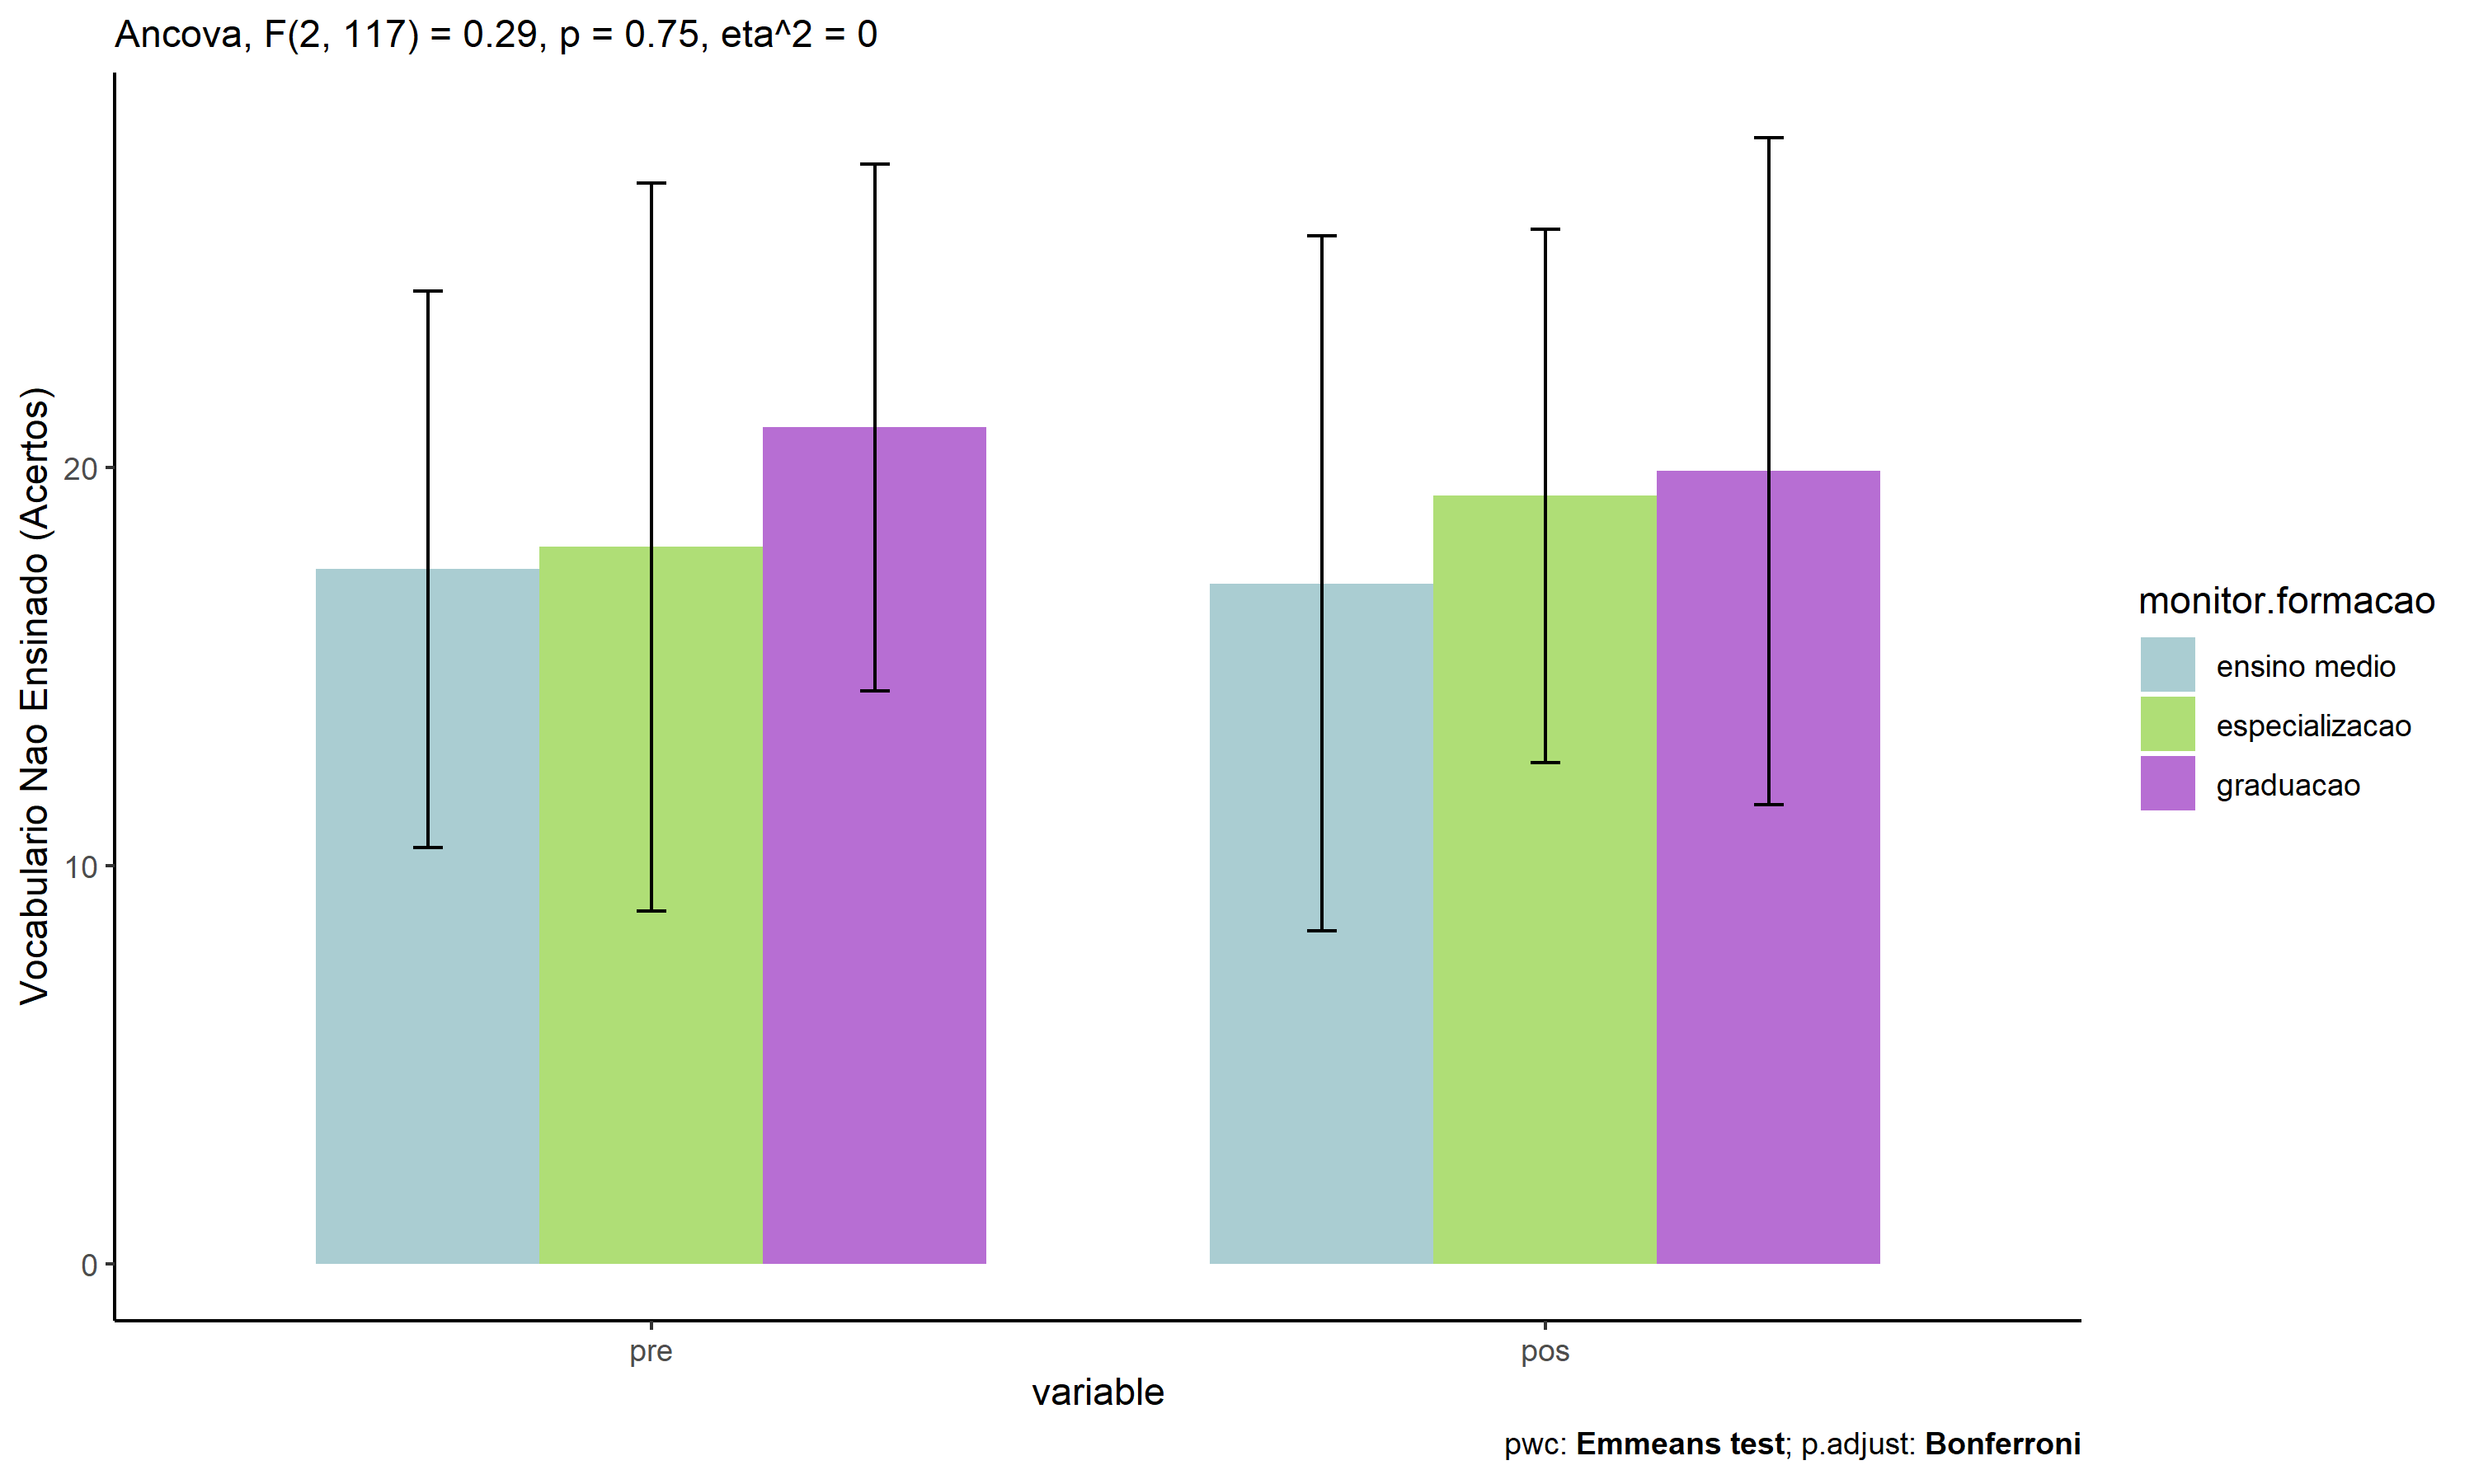 Ancova, F(2, 117) = 0.29, p = 0.75, eta^2 = 0
Vocabulario Nao Ensinado (Acertos)
20
10
0
pre
pos
variable
monitor.formacao
ensino medio
especializacao
graduacao
pwc: Emmeans test; p.adjust: Bonferroni